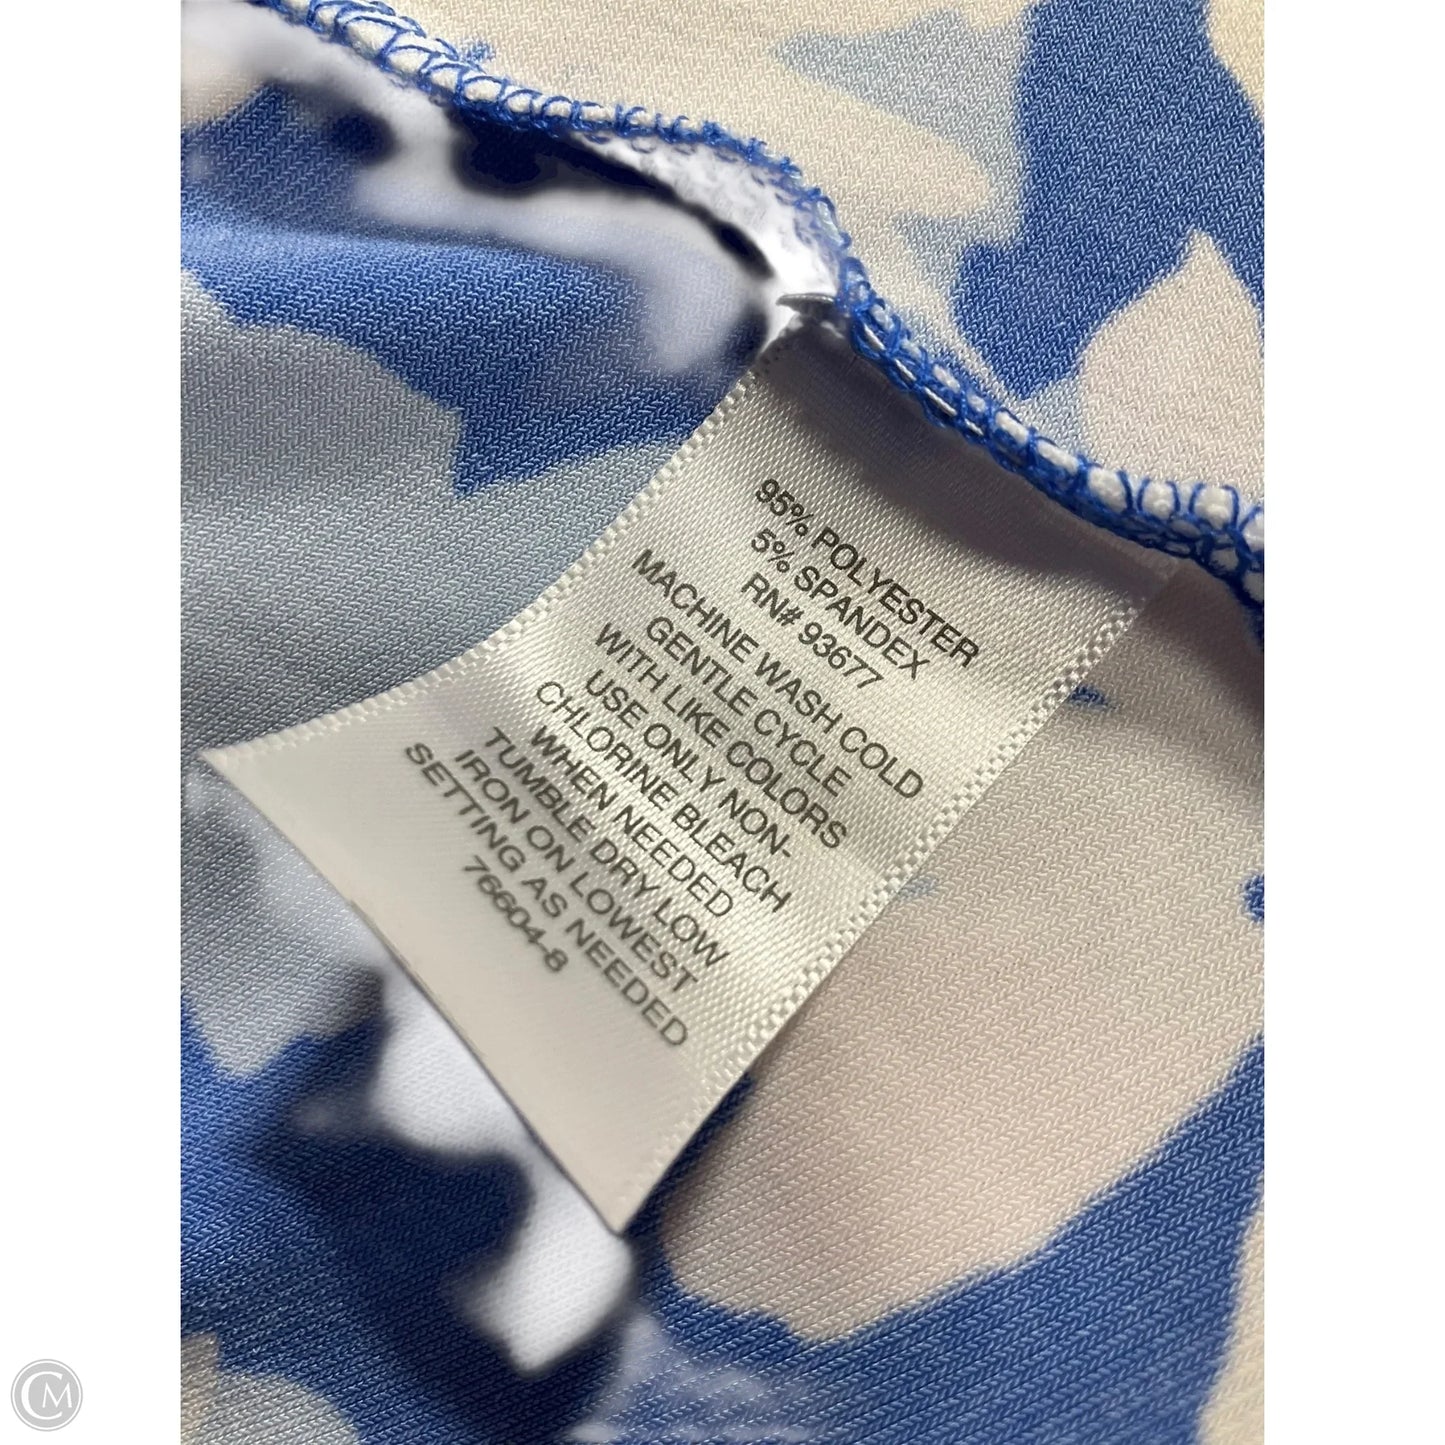 95% POLYESTER
5% SPANDEX
RN# 93677
MACHINE WASH COLD
GENTLE CYCLE
WITH LIKE COLORS
USE ONLY NON-
CHLORINE BLEACH
WHEN NEEDED
TUMBLE DRY LOW
IRON ON LOWEST
SETTING AS NEEDED
76604-8
CM